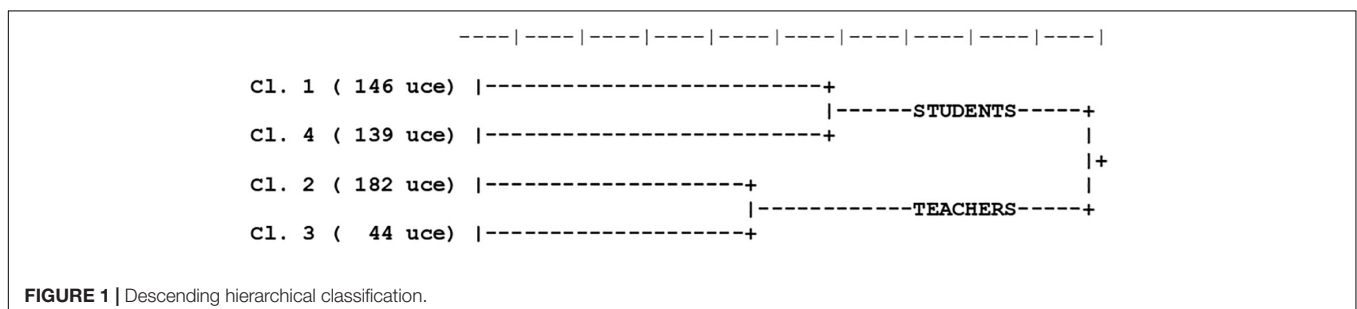 ----|----|----|----|----|----|----|----|----|----|
Cl. 1 ( 146 uce) |--------------------------+
|------STUDENTS-----+
Cl. 4 ( 139 uce) |--------------------------+ |
|+
Cl. 2 ( 182 uce) |--------------------+ |
|------------TEACHERS-----+
Cl. 3 (  44 uce) |--------------------+
FIGURE 1 | Descending hierarchical classification.